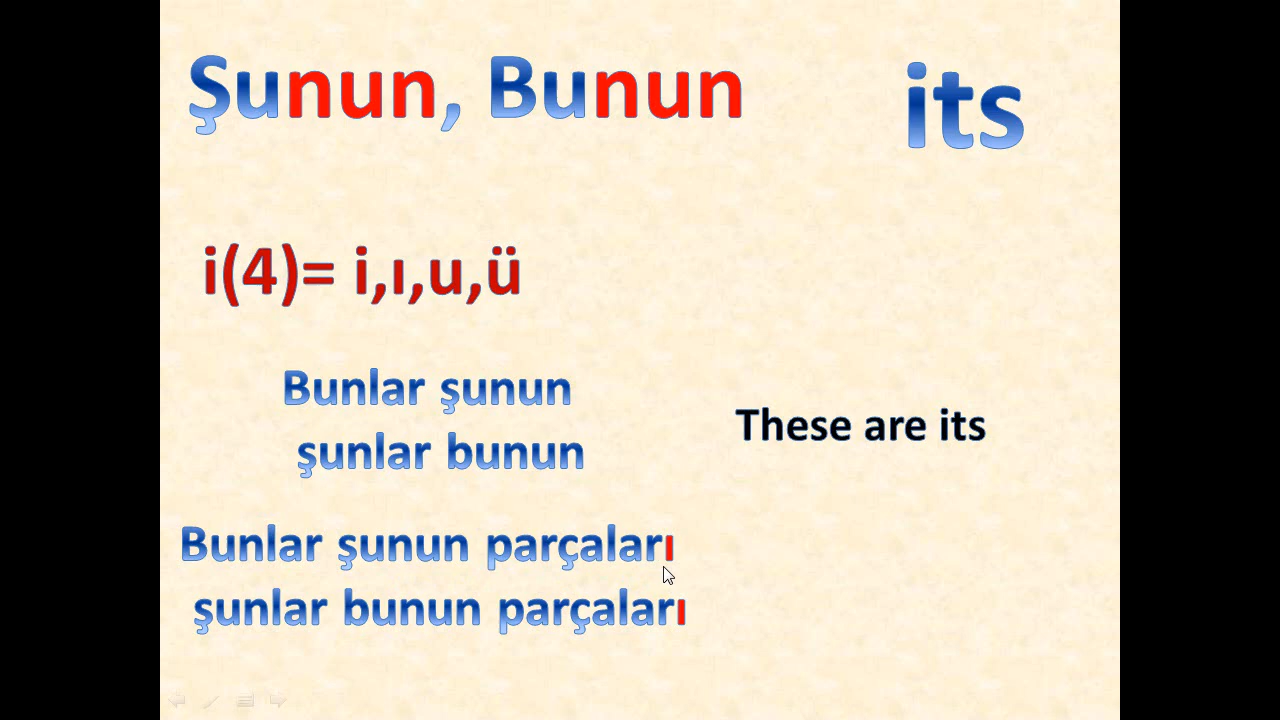 Şunun, Bunun
its
i(4)= i,ı,u,ü
Bunlar şunun
şunlar bunun
These are its
Bunlar şunun parçaları
şunlar bunun parçaları